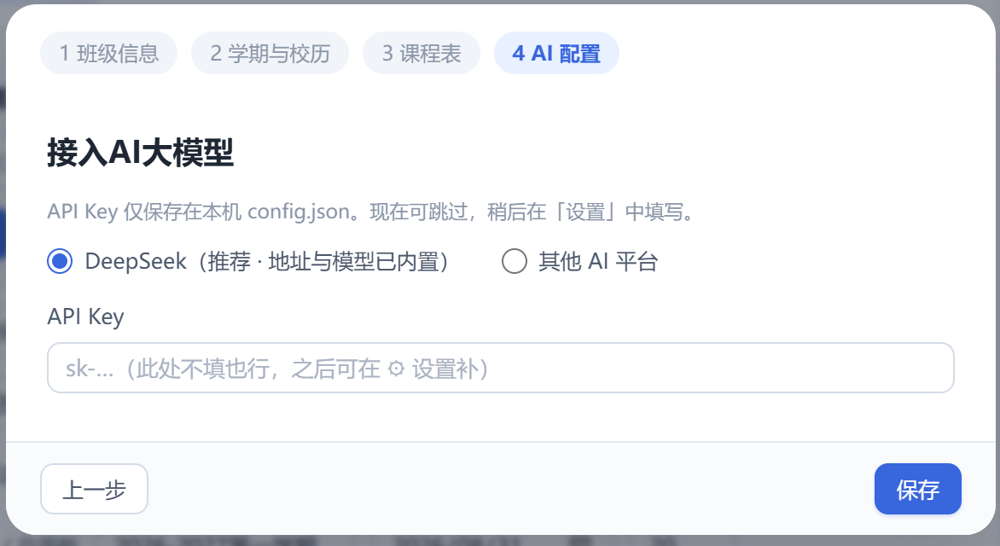 1 班级信息 2 学期与校历 3 课程表 4 AI 配置
接入AI大模型
API Key 仅保存在本机 config.json。现在可跳过，稍后在「设置」中填写。
DeepSeek（推荐 · 地址与模型已内置） 其他 AI 平台
API Key
sk-...（此处不填也行，之后可在 ⚙ 设置补）
上一步 保存